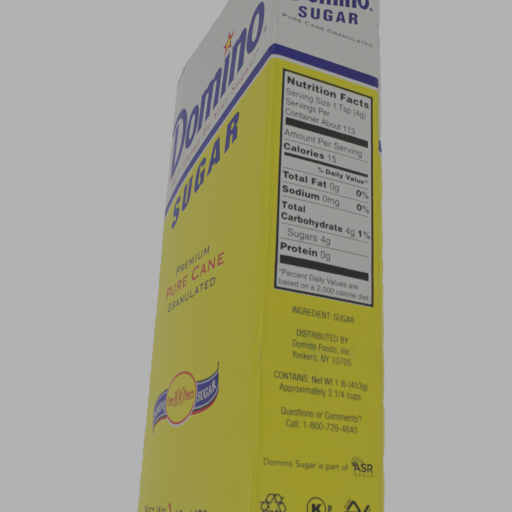 Domino
SUGAR
PREMIUM
PURE CANE
GRANULATED
SUGAR
Domino
SUGAR
PURE CANE GRANULATED
Nutrition Facts
Serving Size 1 Tsp (4g)
Servings Per
Container About 113
Amount Per Serving
Calories 15
% Daily Value*
Total Fat 0g 0%
Sodium 0mg 0%
Total
Carbohydrate 4g 1%
Sugars 4g
Protein 0g
*Percent Daily Values are
based on a 2,000 calorie diet
INGREDIENT: SUGAR
DISTRIBUTED BY
Domino Foods, Inc.
Yonkers, NY 10705
CONTAINS: Net Wt 1 lb (453g)
Approximately 2 1/4 cups.
Questions or Comments?
Call: 1-800-729-4840
Domino Sugar is part of ASR
GROUP
K P